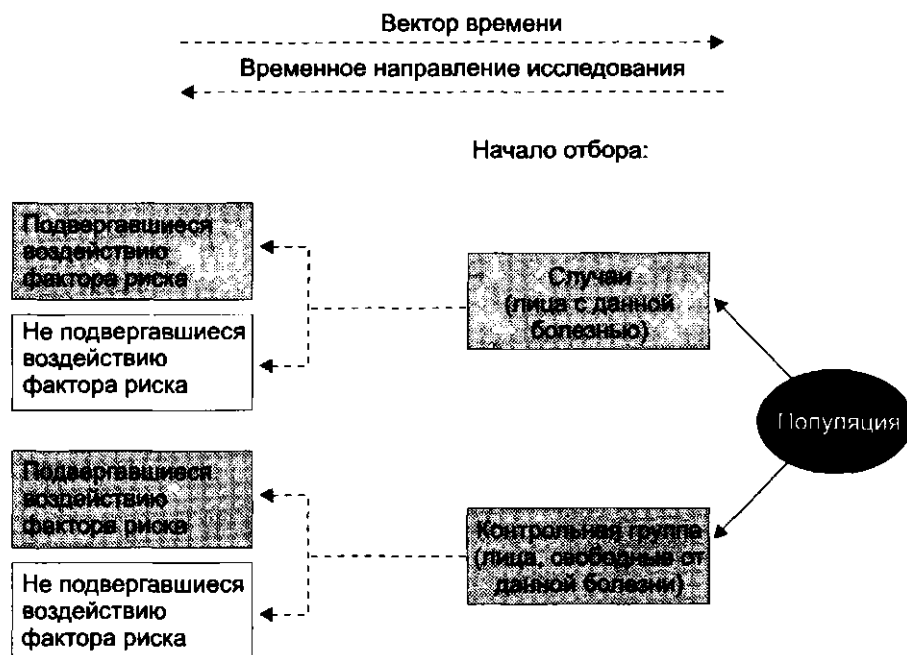 Вектор времени
Временное направление исследования
Начало отбора:
Подвергавшиеся
воздействию
фактора риска
Не подвергавшиеся
воздействию
фактора риска
Случаи
(лица с данной
болезнью)
Популяция
Подвергавшиеся
воздействию
фактора риска
Не подвергавшиеся
воздействию
фактора риска
Контрольная группа
(лица, свободные от
данной болезни)